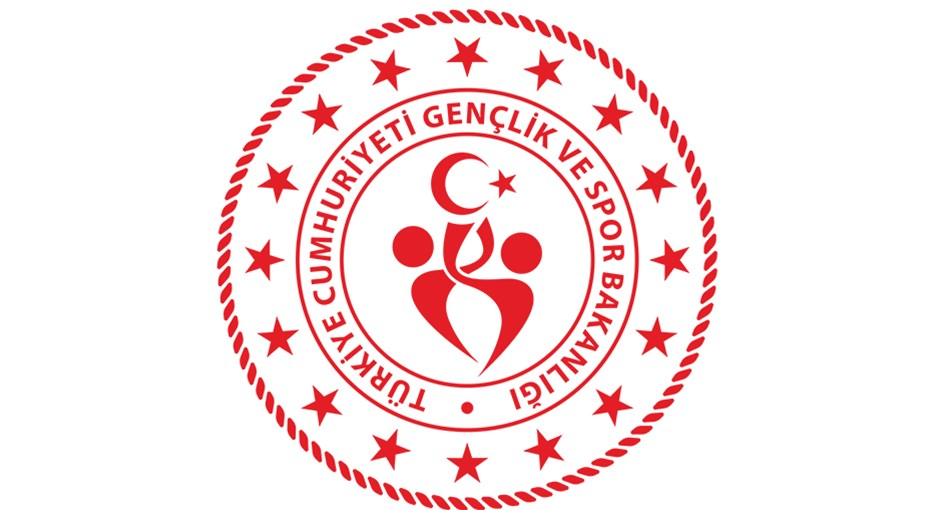 TÜRKİYE CUMHURİYETİ GENÇLİK VE SPOR BAKANLIĞI